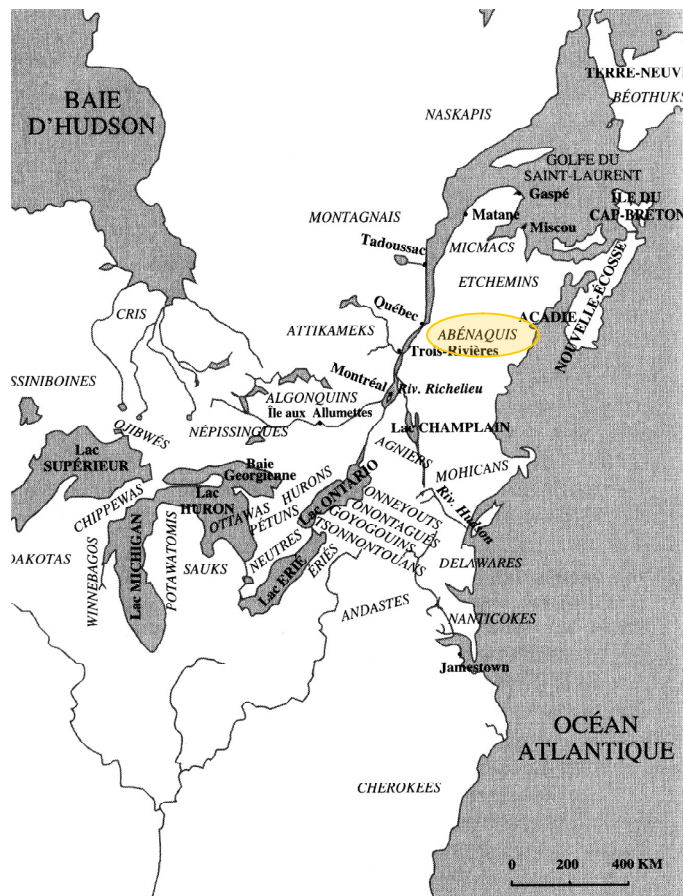 BAIE
D'HUDSON
TERRE-NEUV
BÉOTHUKS
NASKAPIS
GOLFE DU
SAINT-LAURENT
Gaspé
ÎLE DU
CAP-BRETON
MONTAGNAIS
Matane
Miscou
Tadoussac
MICMACS
ETCHEMINS
NOUVELLE-ÉCOSSE
CRIS
Québec
ACADIE
ATTIKAMEKS
ABÉNAQUIS
Trois-Rivières
SSINIBOINES
Montréal
Riv. Richelieu
ALGONQUINS
Île aux Allumettes
OJIBWÉS
NÉPISSINGUES
Lac CHAMPLAIN
Lac
SUPÉRIEUR
Baie
Georgienne
AGNIERS
MOHICANS
CHIPPEWAS
Lac
HURON
OTTAWAS
PÉTUNS
HURONS
Lac ONTARIO
ONNEYOUTS
ONONTAGUÉS
GOYOGOUINS
TSONNONTOUANS
Riv. Hudson
DAKOTAS
WINNEBAGOS
Lac MICHIGAN
POTAWATOMIS
SAUKS
NEUTRES
Lac ERIÉ
ÉRIÉS
DELAWARES
ANDASTES
NANTICOKES
Jamestown
OCÉAN
ATLANTIQUE
CHEROKEES
0 200 400 KM